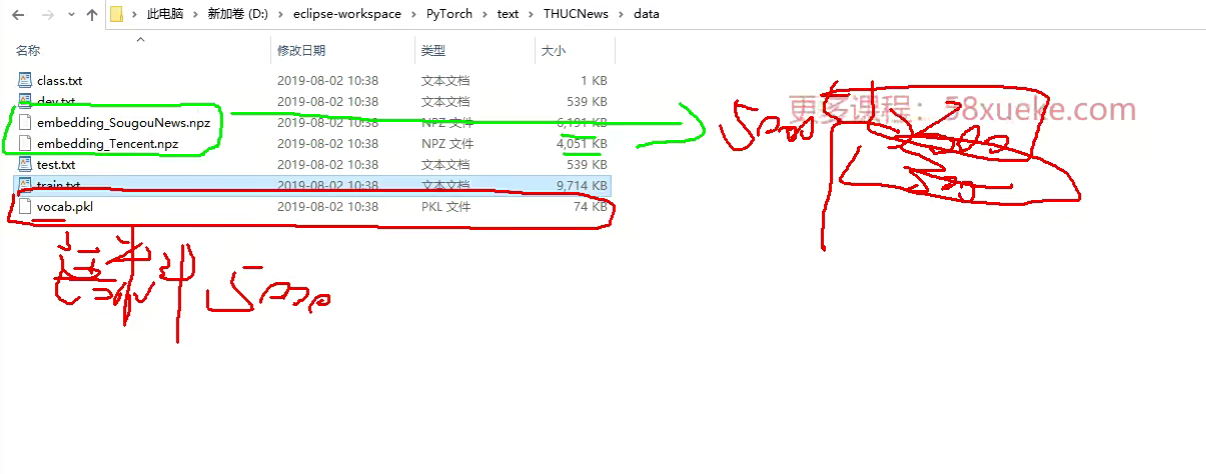 此电脑 > 新加卷 (D:) > eclipse-workspace > PyTorch > text > THUCNews > data
名称 修改日期 类型 大小
class.txt 2019-08-02 10:38 文本文档 1 KB
dev.txt 2019-08-02 10:38 文本文档 539 KB
embedding_SougouNews.npz 2019-08-02 10:38 NPZ 文件 6,191 KB
embedding_Tencent.npz 2019-08-02 10:38 NPZ 文件 4,051 KB
test.txt 2019-08-02 10:38 文本文档 539 KB
train.txt 2019-08-02 10:38 文本文档 9,714 KB
vocab.pkl 2019-08-02 10:38 PKL 文件 74 KB
更多课程：58xueke.com
5000
5000